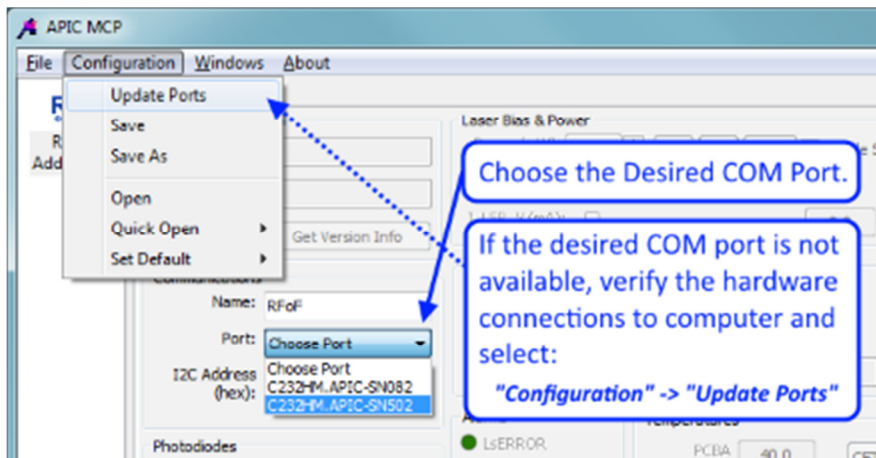 APIC MCP
File Configuration Windows About
Update Ports
Save
Save As
Open
Quick Open
Set Default
Laser Bias & Power
Choose the Desired COM Port.
Get Version Info
If the desired COM port is not
available, verify the hardware
connections to computer and
select:
"Configuration" -> "Update Ports"
Communications
Name: RFoF
Port: Choose Port
I2C Address
(hex):
Choose Port
C232HM.APIC-SN082
C232HM.APIC-SN502
Photodiodes
LsERROR
Temperatures
PCBA 40.0